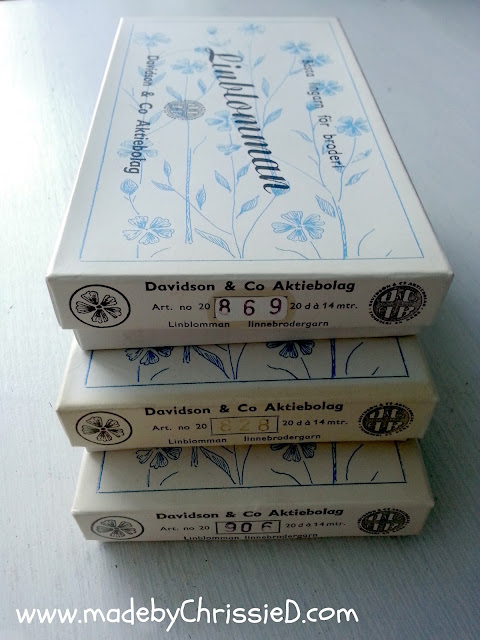 Bästa lingarn för broderi
Linblomman
Davidson & Co Aktiebolag
Davidson & Co Aktiebolag
Art. no 20 869 20 d à 14 mtr.
Linblomman linnebrodergarn
Davidson & Co Aktiebolag
Art. no 20 828 20 d à 14 mtr.
Linblomman linnebrodergarn
Davidson & Co Aktiebolag
Art. no 20 906 20 d à 14 mtr.
Linblomman linnebrodergarn
www.madebyChrissieD.com